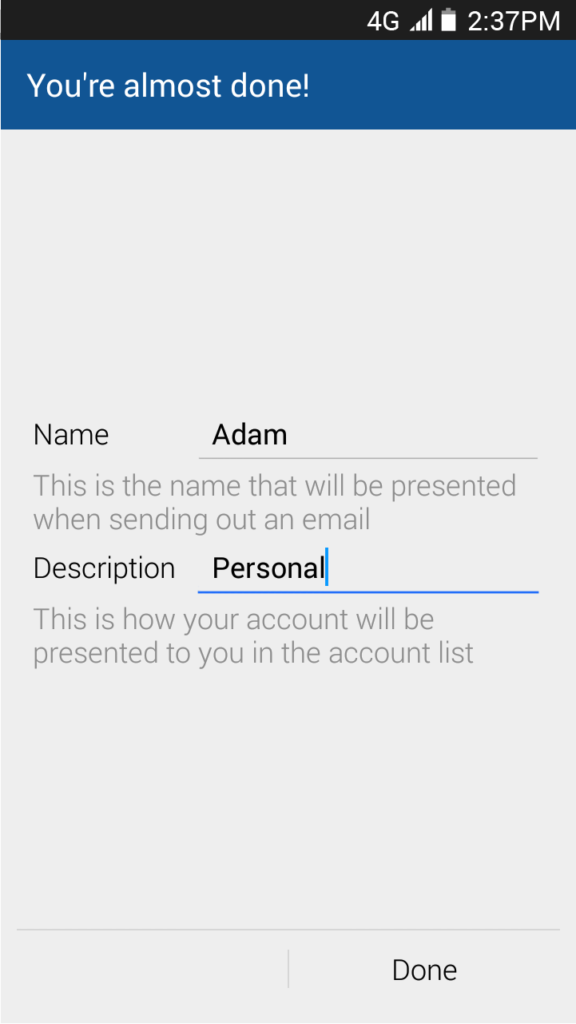 4G 2:37PM
You're almost done!
Name Adam
This is the name that will be presented
when sending out an email
Description Personal
This is how your account will be
presented to you in the account list
Done